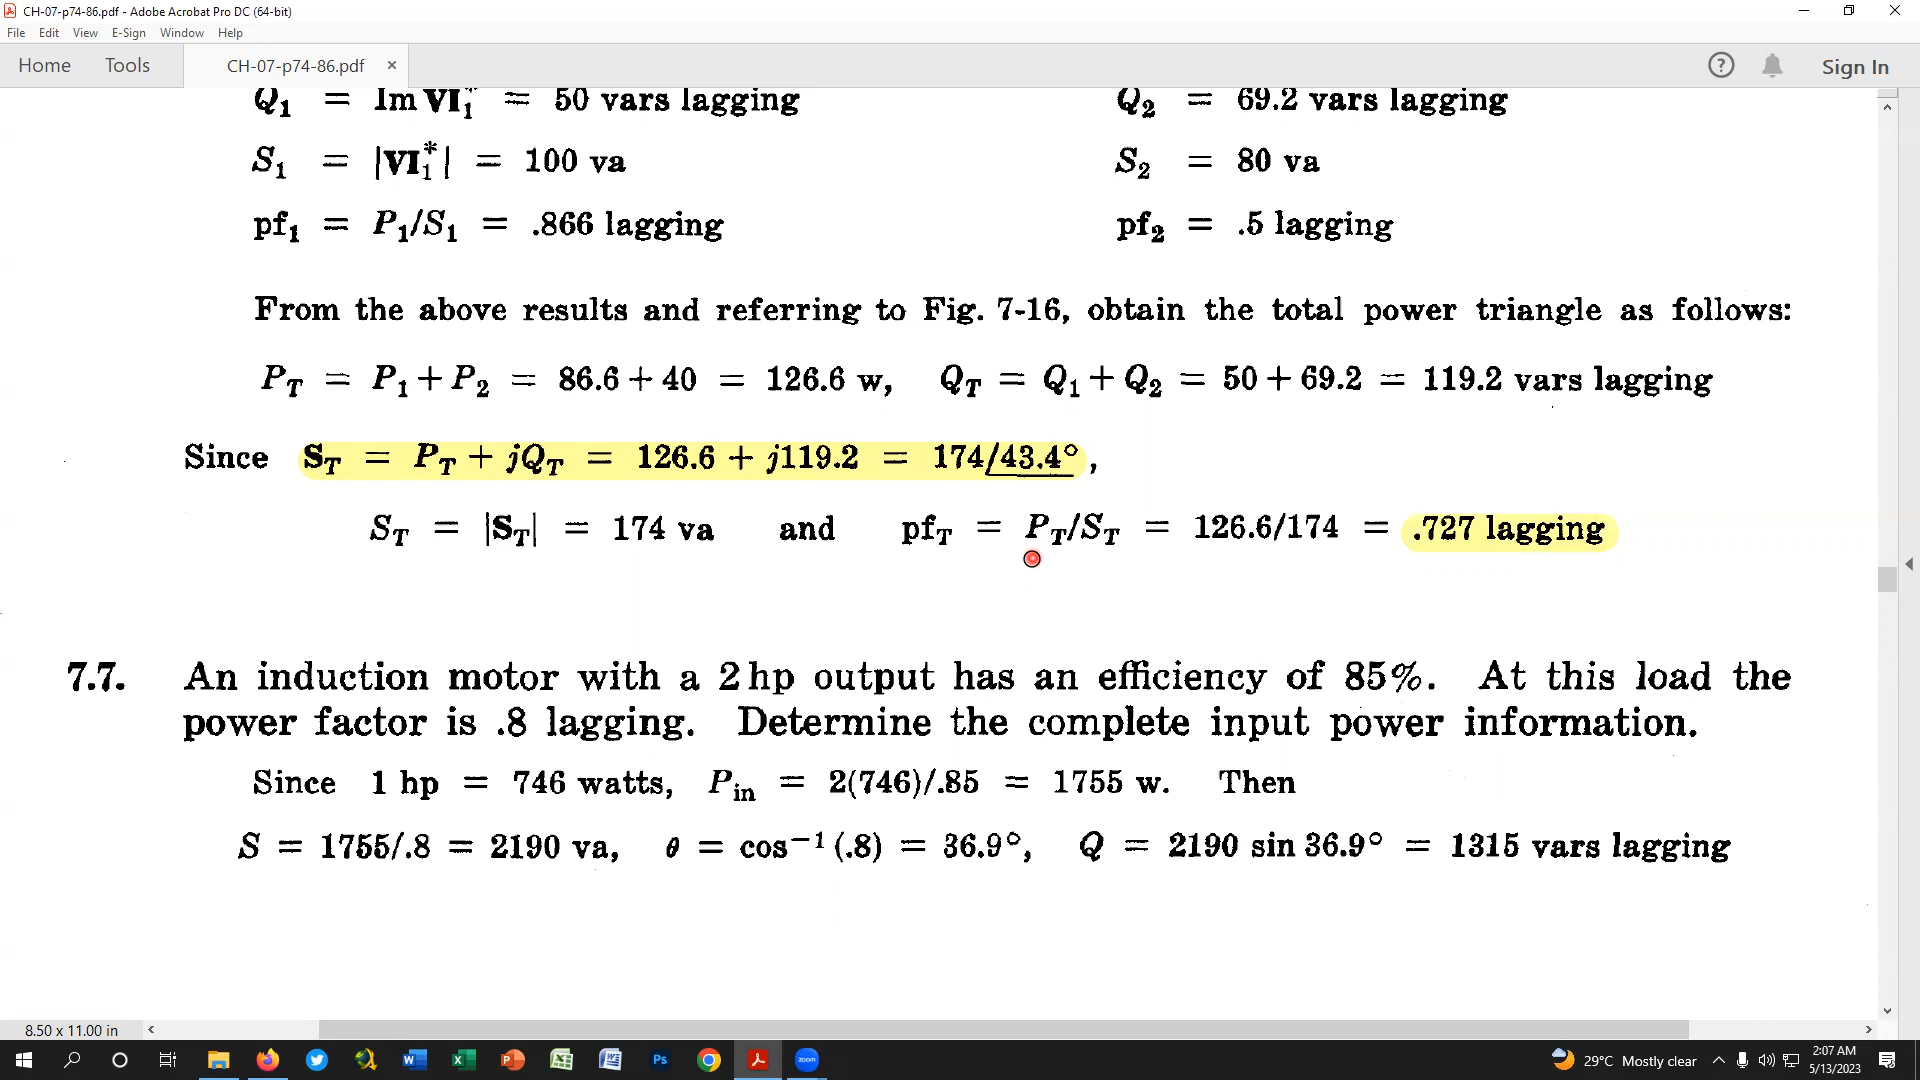 CH-07-p74-86.pdf - Adobe Acrobat Pro DC (64-bit)
File Edit View E-Sign Window Help
Home Tools CH-07-p74-86.pdf × ? Sign In
Q₁ = Im VI₁* = 50 vars lagging Q₂ = 69.2 vars lagging
S₁ = |VI₁*| = 100 va S₂ = 80 va
pf₁ = P₁/S₁ = .866 lagging pf₂ = .5 lagging
From the above results and referring to Fig. 7-16, obtain the total power triangle as follows:
P_T = P₁ + P₂ = 86.6 + 40 = 126.6 w, Q_T = Q₁ + Q₂ = 50 + 69.2 = 119.2 vars lagging
Since S_T = P_T + jQ_T = 126.6 + j119.2 = 174/43.4°,
S_T = |S_T| = 174 va and pf_T = P_T/S_T = 126.6/174 = .727 lagging
7.7. An induction motor with a 2 hp output has an efficiency of 85%. At this load the
power factor is .8 lagging. Determine the complete input power information.
Since 1 hp = 746 watts, P_in = 2(746)/.85 = 1755 w. Then
S = 1755/.8 = 2190 va, θ = cos⁻¹ (.8) = 36.9°, Q = 2190 sin 36.9° = 1315 vars lagging
8.50 x 11.00 in
W X P Ps zoom 29°C Mostly clear 2:07 AM
5/13/2023